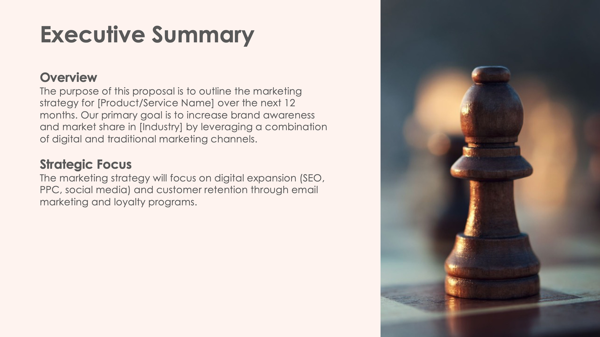 Executive Summary
Overview
The purpose of this proposal is to outline the marketing
strategy for [Product/Service Name] over the next 12
months. Our primary goal is to increase brand awareness
and market share in [Industry] by leveraging a combination
of digital and traditional marketing channels.
Strategic Focus
The marketing strategy will focus on digital expansion (SEO,
PPC, social media) and customer retention through email
marketing and loyalty programs.